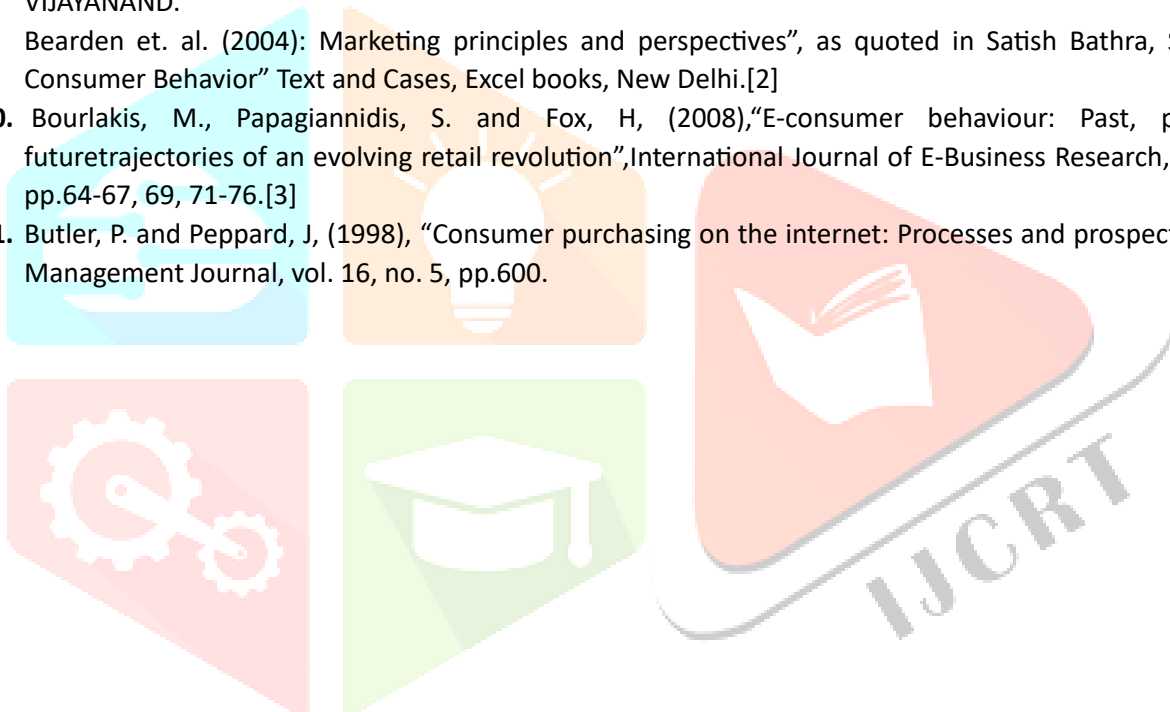 VIJAYANAND.
Bearden et. al. (2004): Marketing principles and perspectives”, as quoted in Satish Bathra,
Consumer Behavior” Text and Cases, Excel books, New Delhi.[2]
0. Bourlakis, M., Papagiannidis, S. and Fox, H, (2008),“E-consumer behaviour: Past,
futuretrajectories of an evolving retail revolution”,International Journal of E-Business Research,
pp.64-67, 69, 71-76.[3]
1. Butler, P. and Peppard, J, (1998), “Consumer purchasing on the internet: Processes and prospect
Management Journal, vol. 16, no. 5, pp.600.
IJCRT